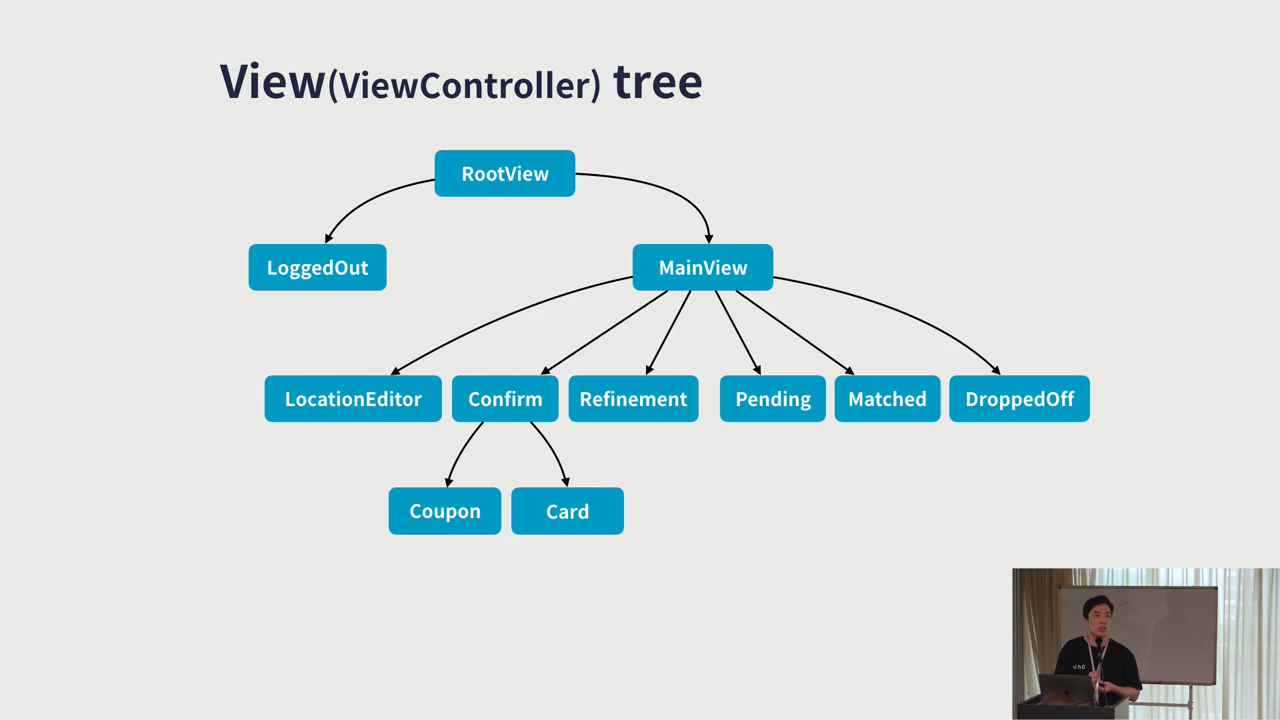 View(ViewController) tree
RootView
LoggedOut
MainView
LocationEditor
Confirm
Refinement
Pending
Matched
DroppedOff
Coupon
Card